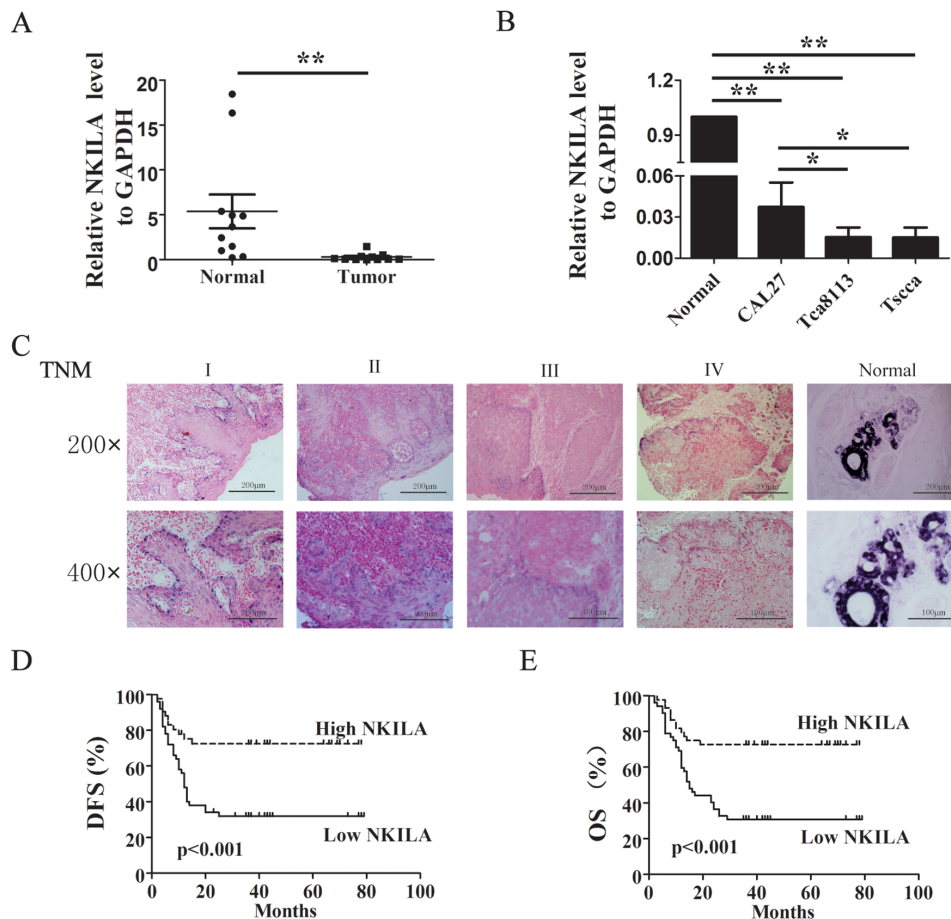 A
Relative NKILA level
to GAPDH
20
15
10
5
0
**
Normal
Tumor
B
Relative NKILA level
to GAPDH
1.2
0.9
0.06
0.03
0.00
**
**
**
*
*
Normal
CAL27
Tca8113
Tscca
C
TNM
I
II
III
IV
Normal
200×
200μm
200μm
200μm
200μm
200μm
400×
100μm
100μm
100μm
100μm
D
DFS (%)
100
80
60
40
20
0
High NKILA
Low NKILA
p<0.001
0
20
40
60
80
100
Months
E
OS (%)
100
80
60
40
20
0
High NKILA
Low NKILA
p<0.001
0
20
40
60
80
100
Months